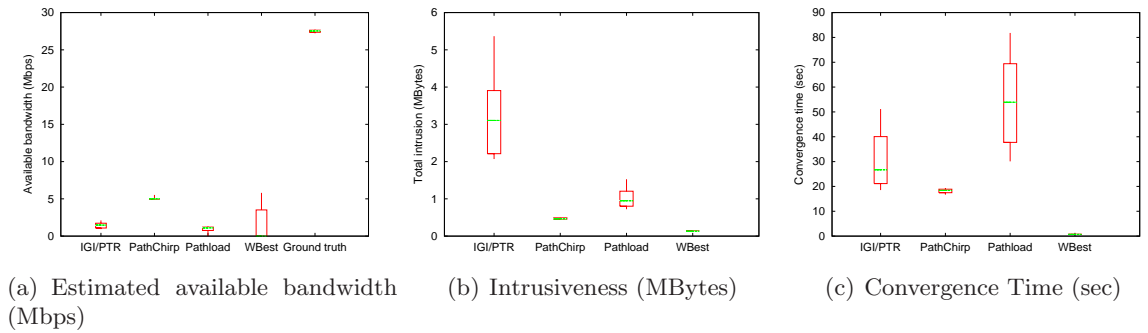 30
25
20
15
10
5
0
Available bandwidth (Mbps)
IGI/PTR PathChirp Pathload WBest Ground truth
(a) Estimated available bandwidth
(Mbps)
6
5
4
3
2
1
0
Total intrusion (MBytes)
IGI/PTR PathChirp Pathload WBest
(b) Intrusiveness (MBytes)
90
80
70
60
50
40
30
20
10
0
Convergence time (sec)
IGI/PTR PathChirp Pathload WBest
(c) Convergence Time (sec)